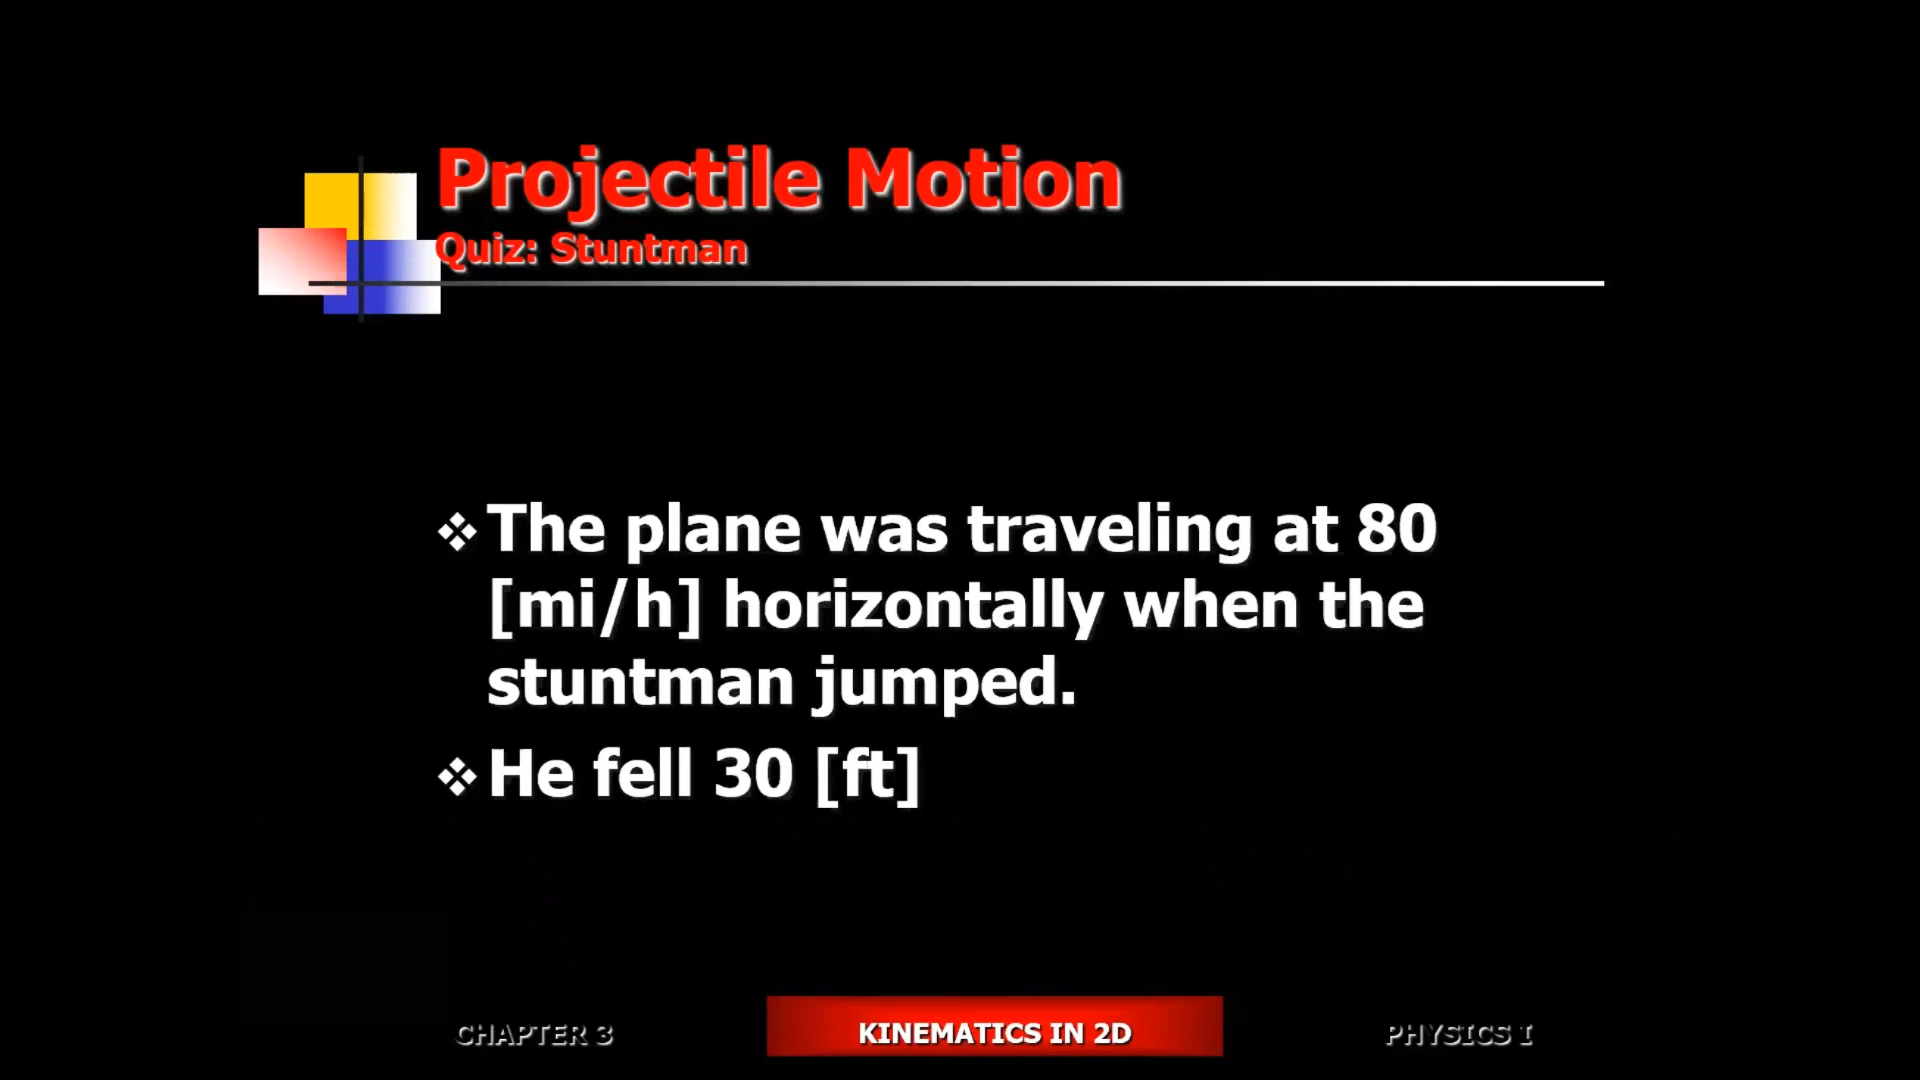 Projectile Motion
Quiz: Stuntman
❖ The plane was traveling at 80
[mi/h] horizontally when the
stuntman jumped.
❖ He fell 30 [ft]
CHAPTER 3
KINEMATICS IN 2D
PHYSICS I